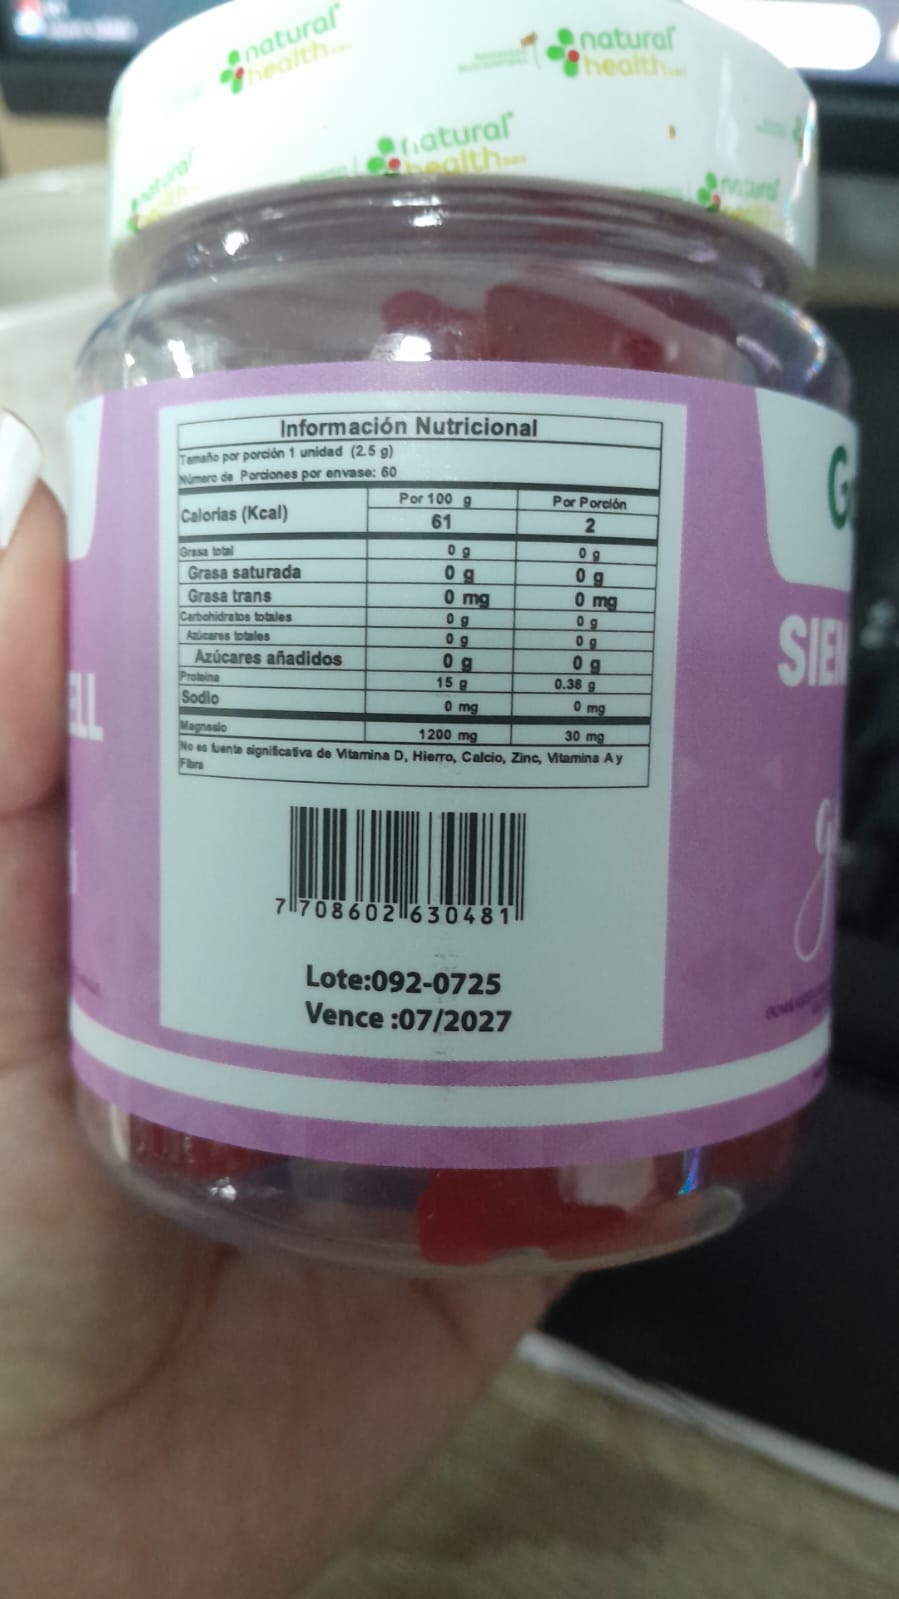 natural
health
natural
health
natural
health
natural
natural
Información Nutricional
Tamaño por porción 1 unidad (2.5 g)
Número de Porciones por envase: 60
Calorías (Kcal) Por 100 g Por Porción
61 2
Grasa total 0 g 0 g
Grasa saturada 0 g 0 g
Grasa trans 0 mg 0 mg
Carbohidratos totales 0 g 0 g
Azúcares totales 0 g 0 g
Azúcares añadidos 0 g 0 g
Proteína 15 g 0.38 g
Sodio 0 mg 0 mg
Magnesio 1200 mg 30 mg
No es fuente significativa de Vitamina D, Hierro, Calcio, Zinc, Vitamina A y
Fibra
ELL
SIE
7 708602 630481
Lote:092-0725
Vence :07/2027